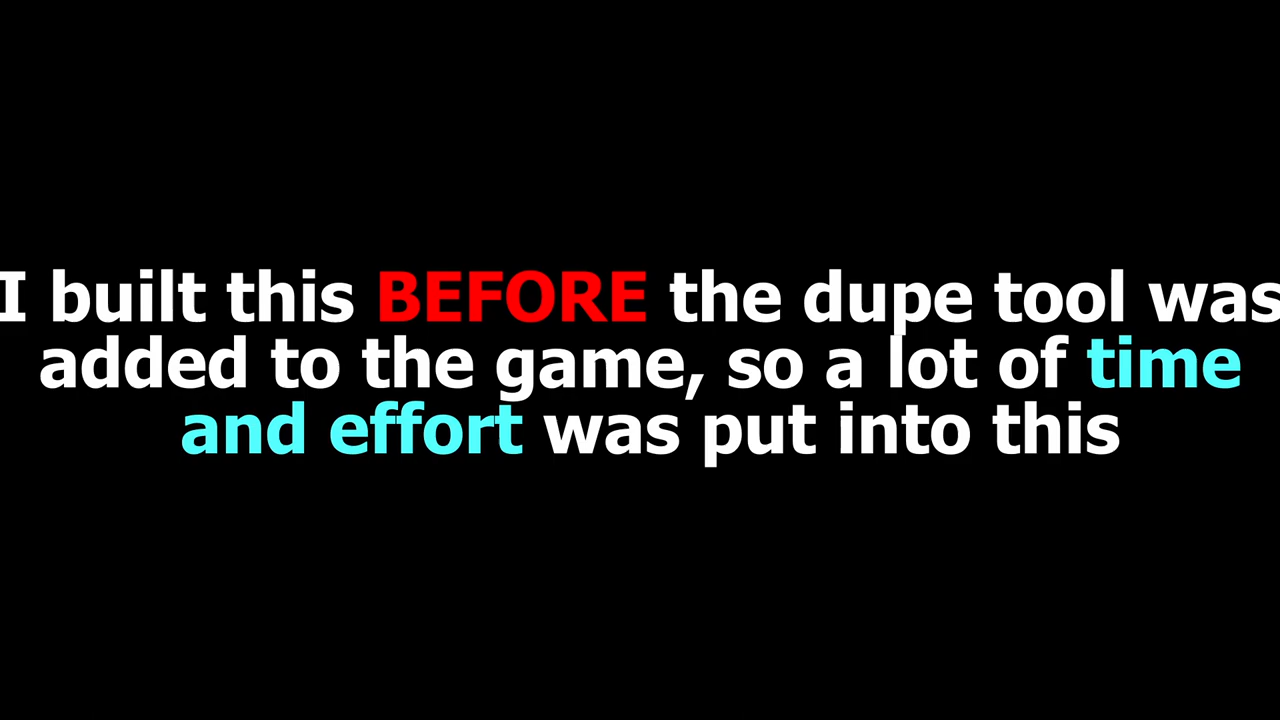 I built this BEFORE the dupe tool was
added to the game, so a lot of time
and effort was put into this